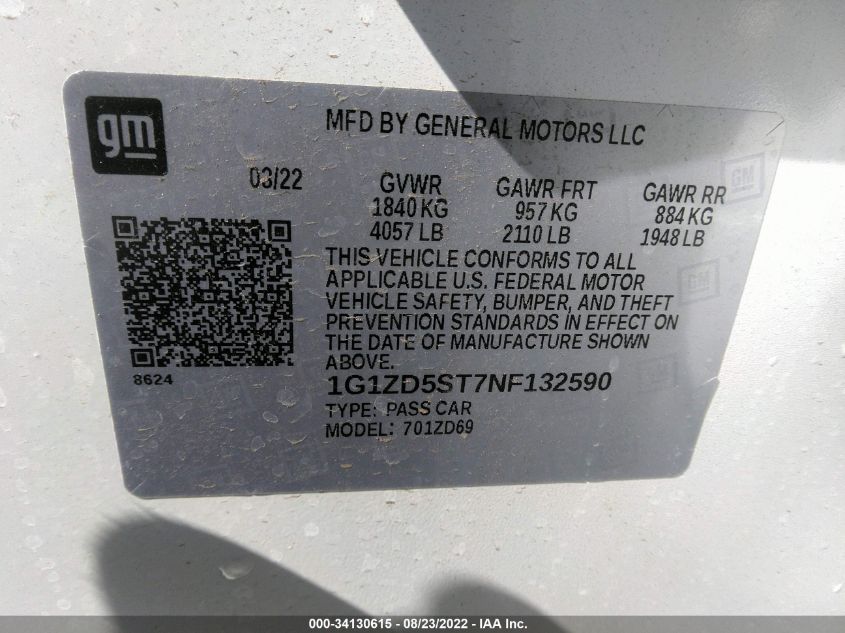 gm
MFD BY GENERAL MOTORS LLC
03/22 GVWR GAWR FRT GAWR RR
1840 KG 957 KG 884 KG
4057 LB 2110 LB 1948 LB
THIS VEHICLE CONFORMS TO ALL
APPLICABLE U.S. FEDERAL MOTOR
VEHICLE SAFETY, BUMPER, AND THEFT
PREVENTION STANDARDS IN EFFECT ON
THE DATE OF MANUFACTURE SHOWN
ABOVE.
8624
1G1ZD5ST7NF132590
TYPE: PASS CAR
MODEL: 701ZD69
GM
GM
000-34130615 - 08/23/2022 - IAA Inc.